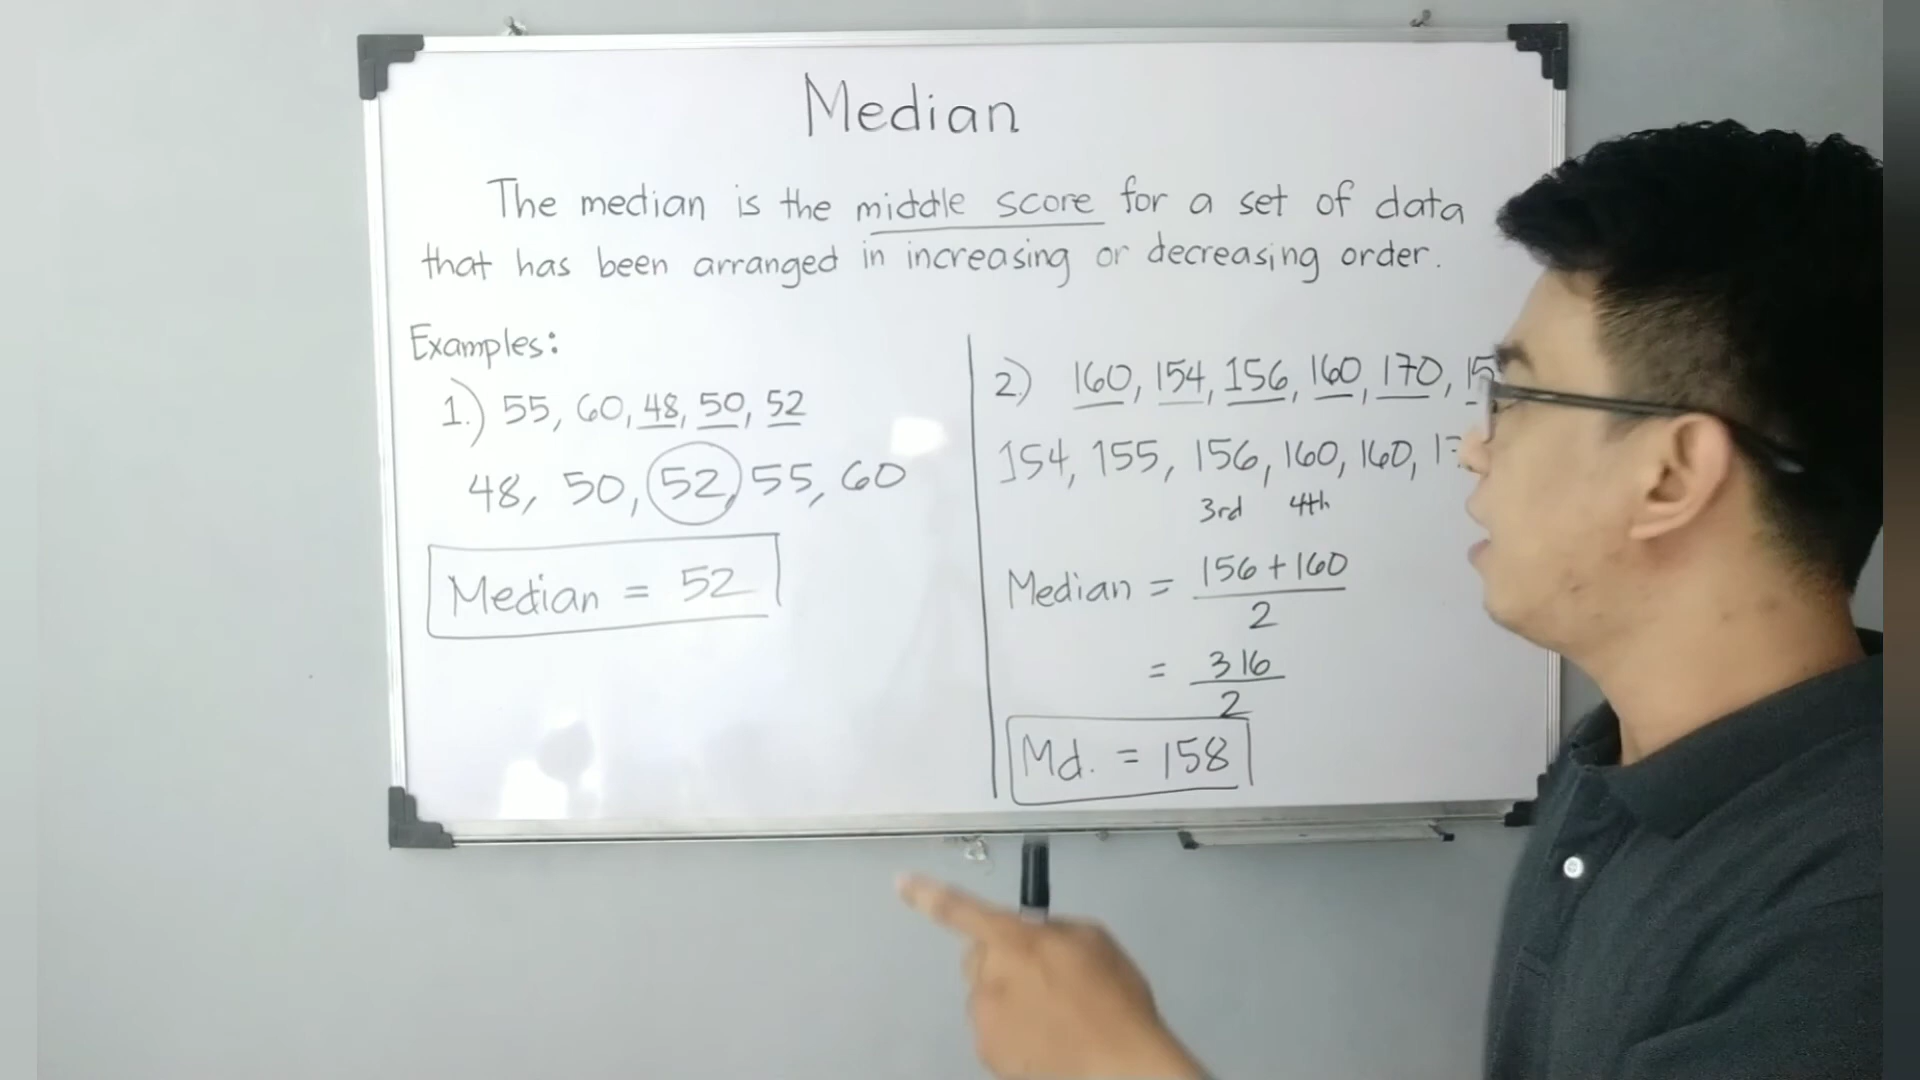 Median
The median is the middle score for a set of data
that has been arranged in increasing or decreasing order.
Examples:
1.) 55, 60, 48, 50, 52
48, 50, 52, 55, 60
Median = 52
2.) 160, 154, 156, 160, 170,
154, 155, 156, 160, 160,
3rd 4th
Median = 156 + 160
2
= 316
2
Md. = 158